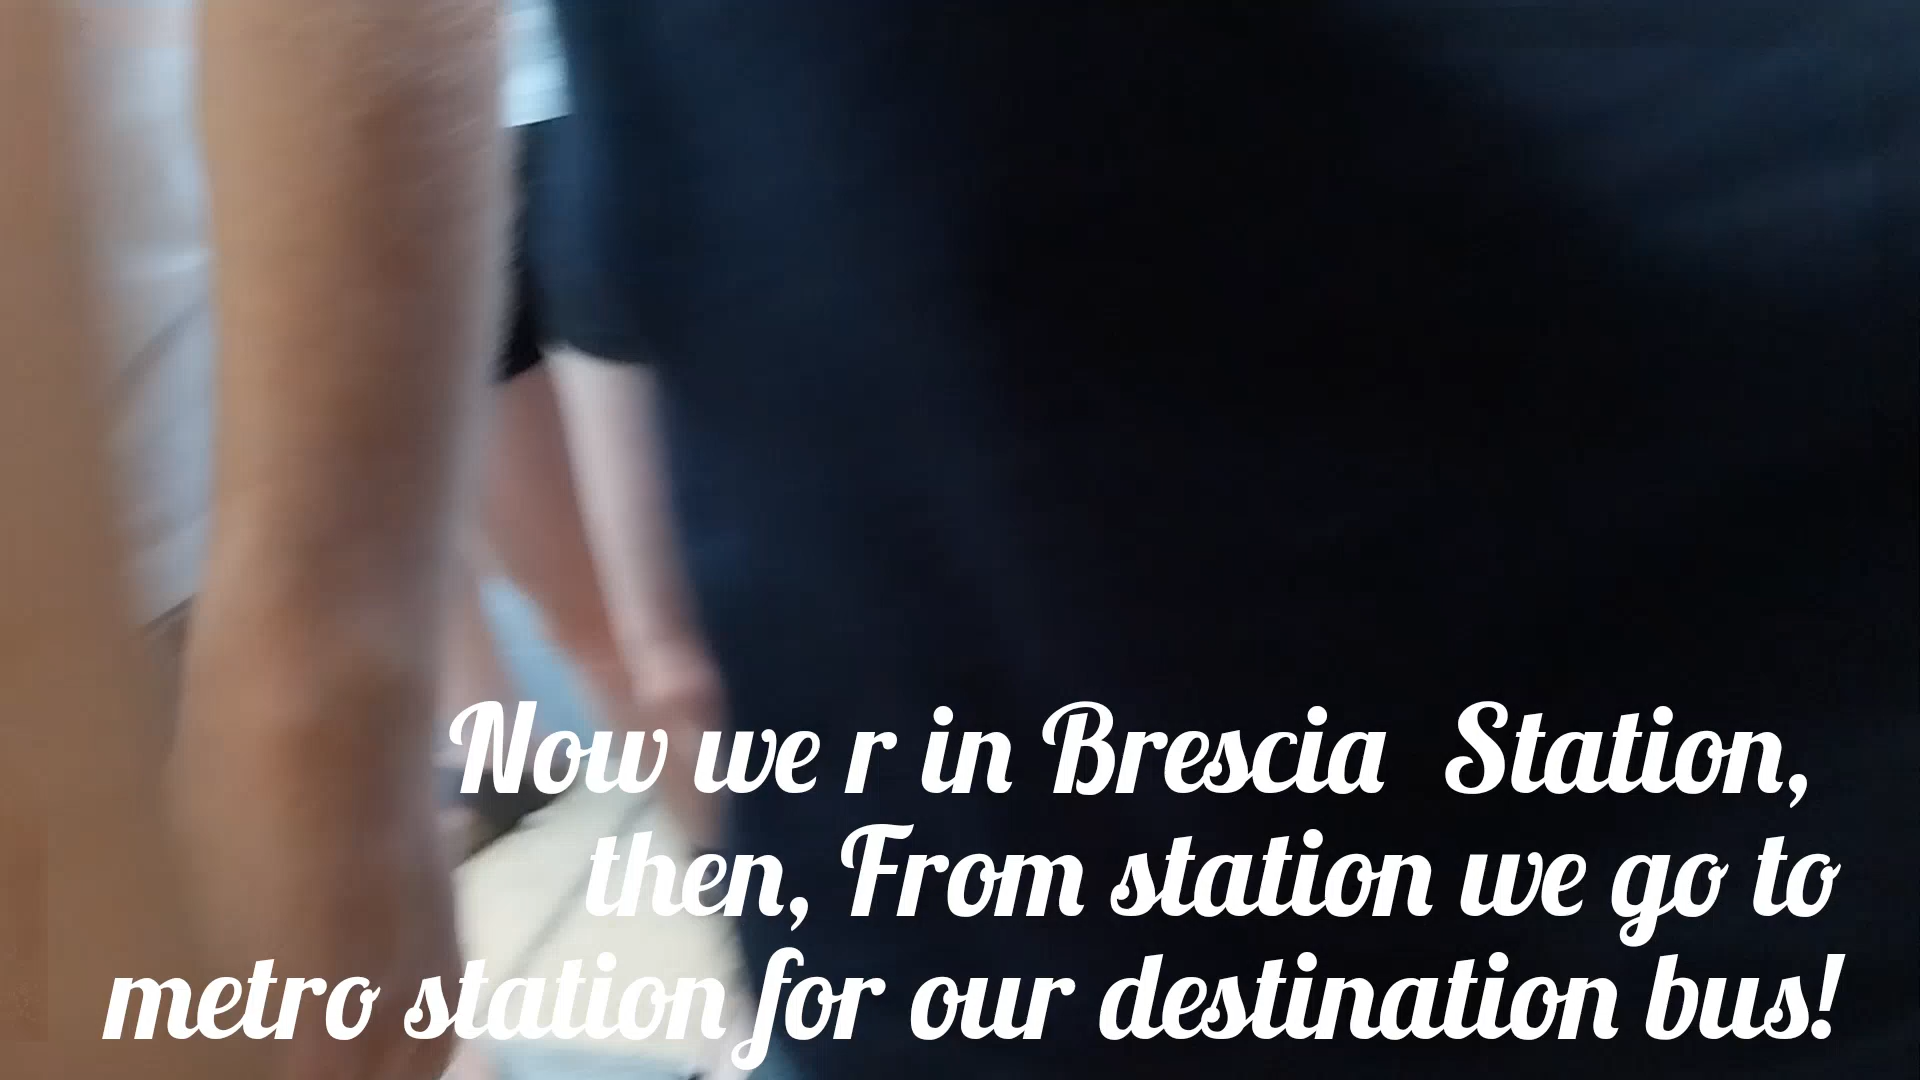 Now we r in Brescia Station,
then, From station we go to
metro station for our destination bus!